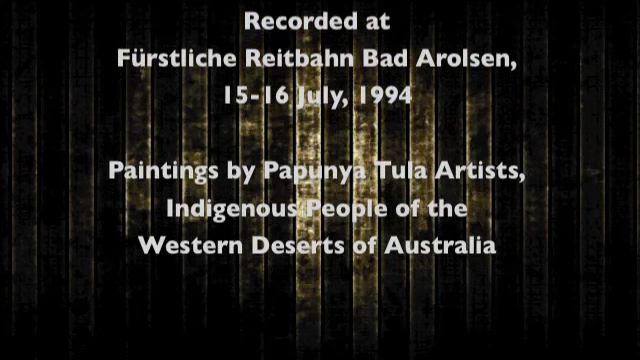 Recorded at
Fürstliche Reitbahn Bad Arolsen,
15-16 July, 1994
Paintings by Papunya Tula Artists,
Indigenous People of the
Western Deserts of Australia